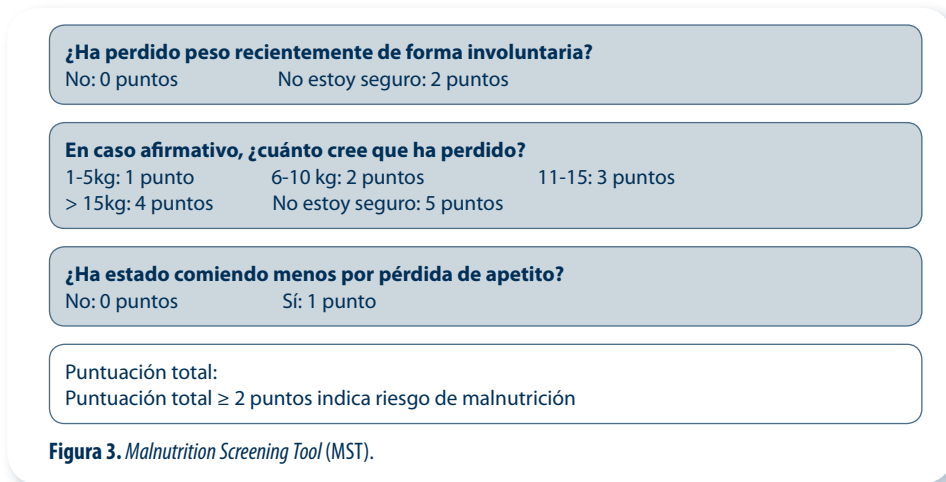 ¿Ha perdido peso recientemente de forma involuntaria?
No: 0 puntos No estoy seguro: 2 puntos
En caso afirmativo, ¿cuánto cree que ha perdido?
1-5kg: 1 punto 6-10 kg: 2 puntos 11-15: 3 puntos
> 15kg: 4 puntos No estoy seguro: 5 puntos
¿Ha estado comiendo menos por pérdida de apetito?
No: 0 puntos Sí: 1 punto
Puntuación total:
Puntuación total ≥ 2 puntos indica riesgo de malnutrición
Figura 3. Malnutrition Screening Tool (MST).